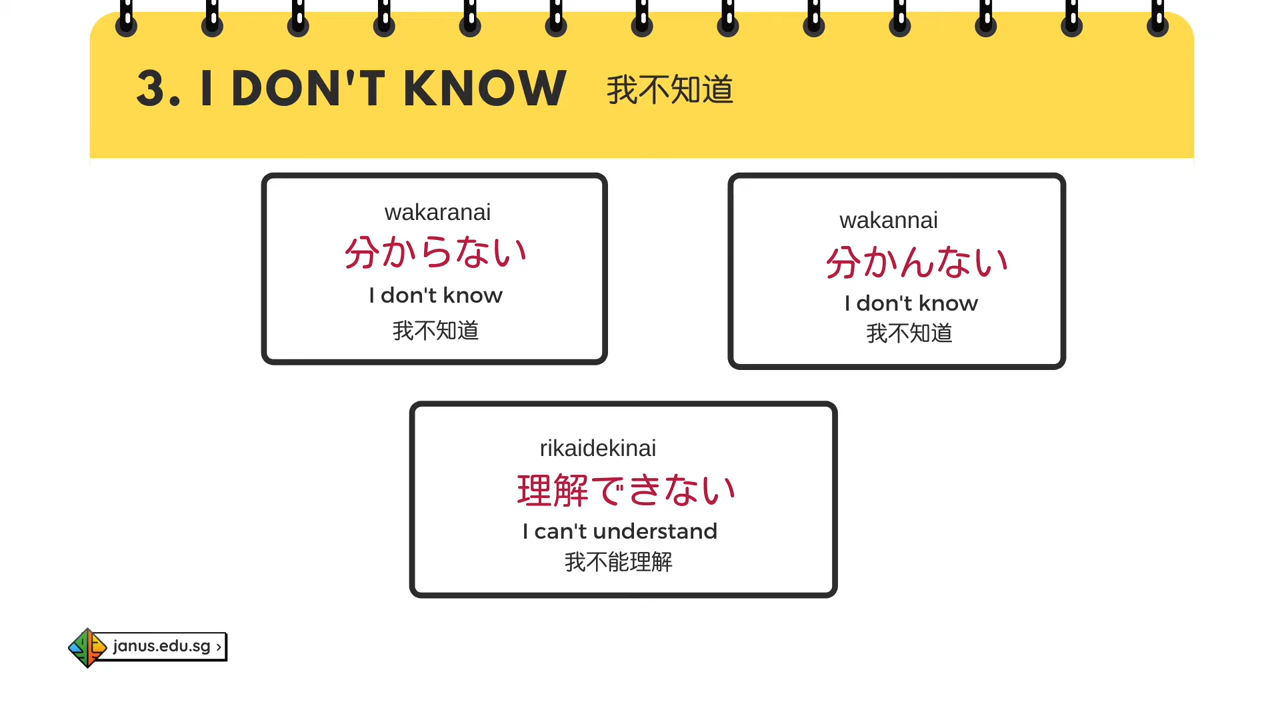 3. I DON'T KNOW 我不知道
wakaranai
分からない
I don't know
我不知道
wakannai
分かんない
I don't know
我不知道
rikaidekinai
理解できない
I can't understand
我不能理解
janus.edu.sg ›